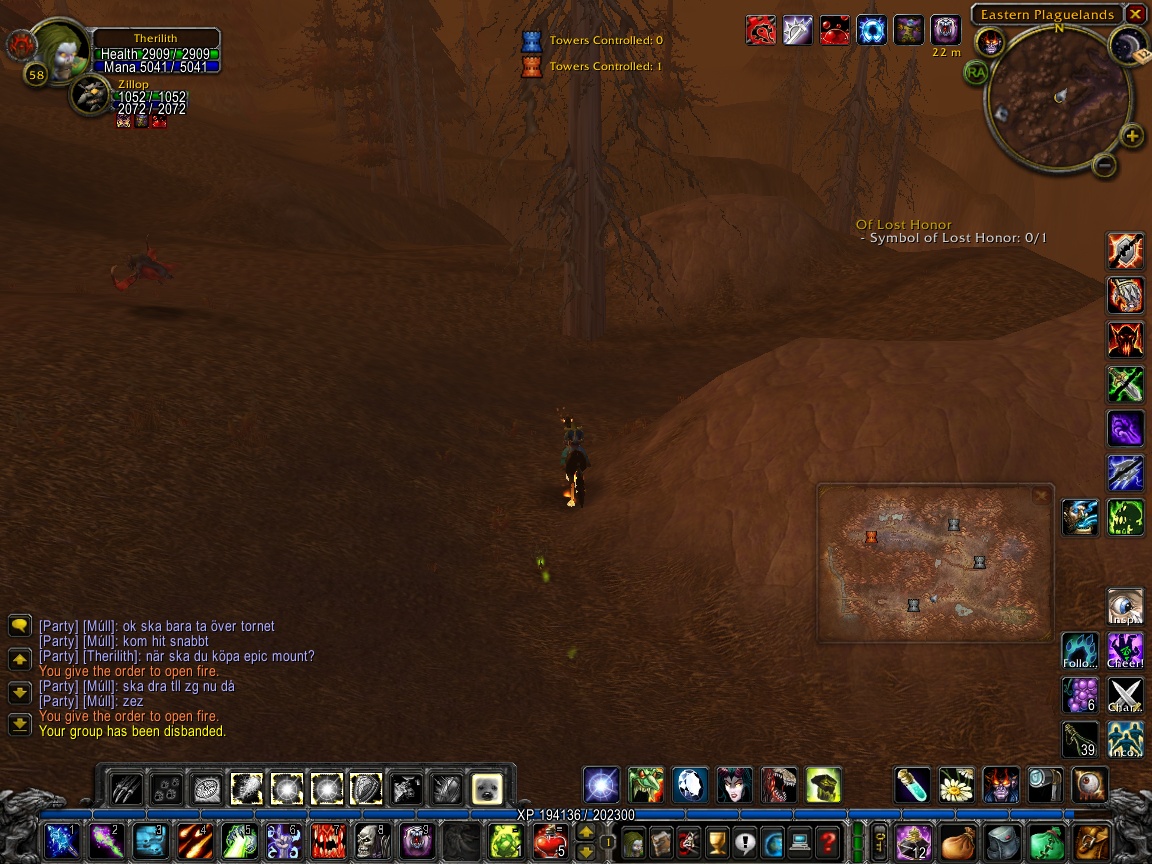 Therilith
Health 2909 / 2909
Mana 5041 / 5041
58
Zillop
1052 / 1052
2072 / 2072
Towers Controlled: 0
Towers Controlled: 1
22 m
Eastern Plaguelands
N
RA
Of Lost Honor
- Symbol of Lost Honor: 0/1
[Party] [Múll]: ok ska bara ta över tornet
[Party] [Múll]: kom hit snabbt
[Party] [Therilith]: när ska du köpa epic mount?
You give the order to open fire.
[Party] [Múll]: ska dra tll zg nu då
[Party] [Múll]: zez
You give the order to open fire.
Your group has been disbanded.
Follo...
Cheer!
6
Char...
39
XP 194136 / 202300
1
2
3
4
5
6
7
8
9
5
1
12